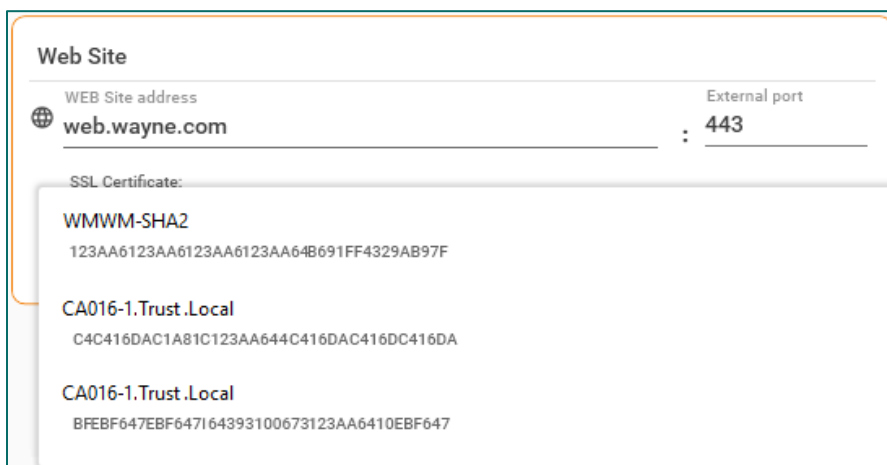 Web Site
WEB Site address
External port
web.wayne.com : 443
SSL Certificate:
WMWM-SHA2
123AA6123AA6123AA6123AA64B691FF4329AB97F
CA016-1.Trust.Local
C4C416DAC1A81C123AA644C416DAC416DC416DA
CA016-1.Trust.Local
BFEBF647EBF647I64393100673123AA6410EBF647